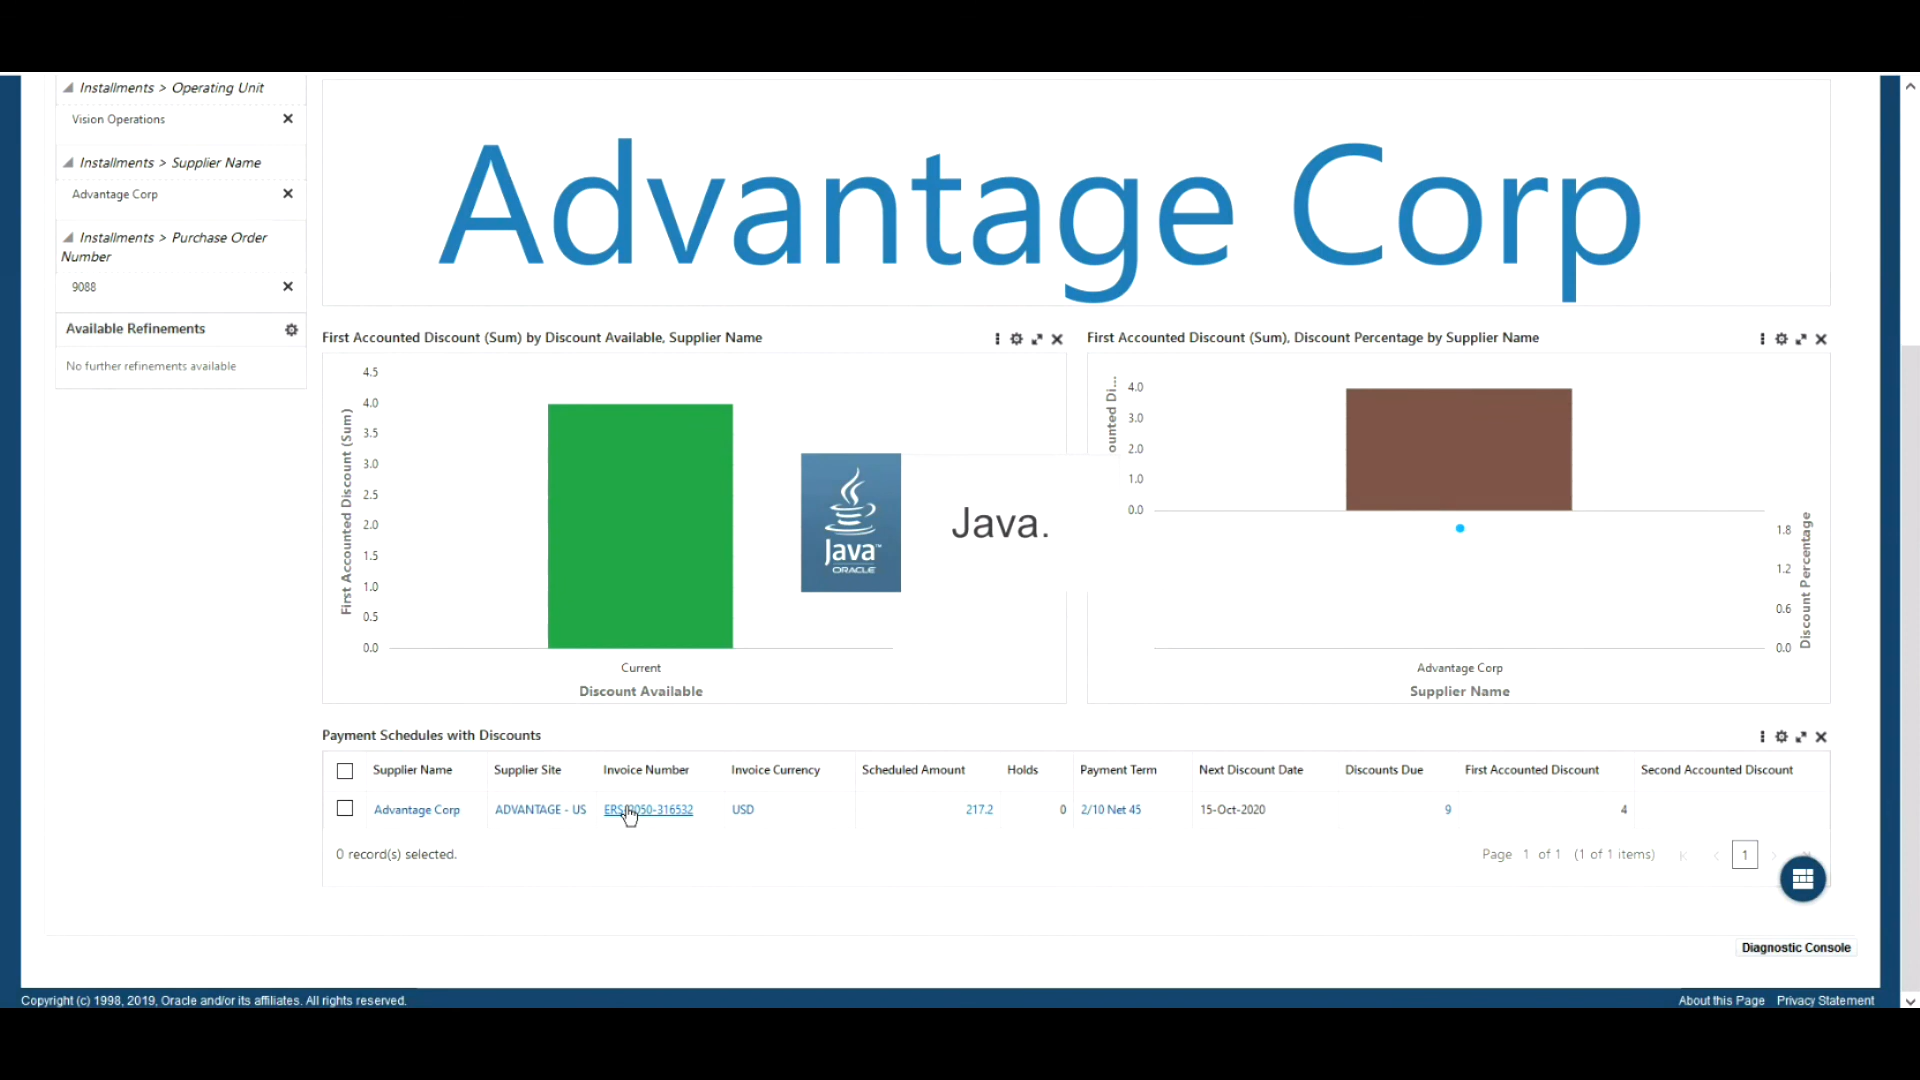 Installments > Operating Unit
Vision Operations
Installments > Supplier Name
Advantage Corp
Installments > Purchase Order
Number
9088
Available Refinements
No further refinements available
Advantage Corp
First Accounted Discount (Sum) by Discount Available, Supplier Name
4.5
4.0
3.5
3.0
2.5
2.0
1.5
1.0
0.5
0.0
First Accounted Discount (Sum)
Current
Discount Available
Java™
ORACLE
Java.
First Accounted Discount (Sum), Discount Percentage by Supplier Name
ounted Di...
4.0
3.0
2.0
1.0
0.0
1.8
1.2
0.6
0.0
Discount Percentage
Advantage Corp
Supplier Name
Payment Schedules with Discounts
Supplier Name Supplier Site Invoice Number Invoice Currency Scheduled Amount Holds Payment Term Next Discount Date Discounts Due First Accounted Discount Second Accounted Discount
Advantage Corp ADVANTAGE - US USD 217.2 0 2/10 Net 45 15-Oct-2020 9 4
0 record(s) selected.
Page 1 of 1 (1 of 1 items) 1
Diagnostic Console
Copyright (c) 1998, 2019, Oracle and/or its affiliates. All rights reserved.
About this Page Privacy Statement